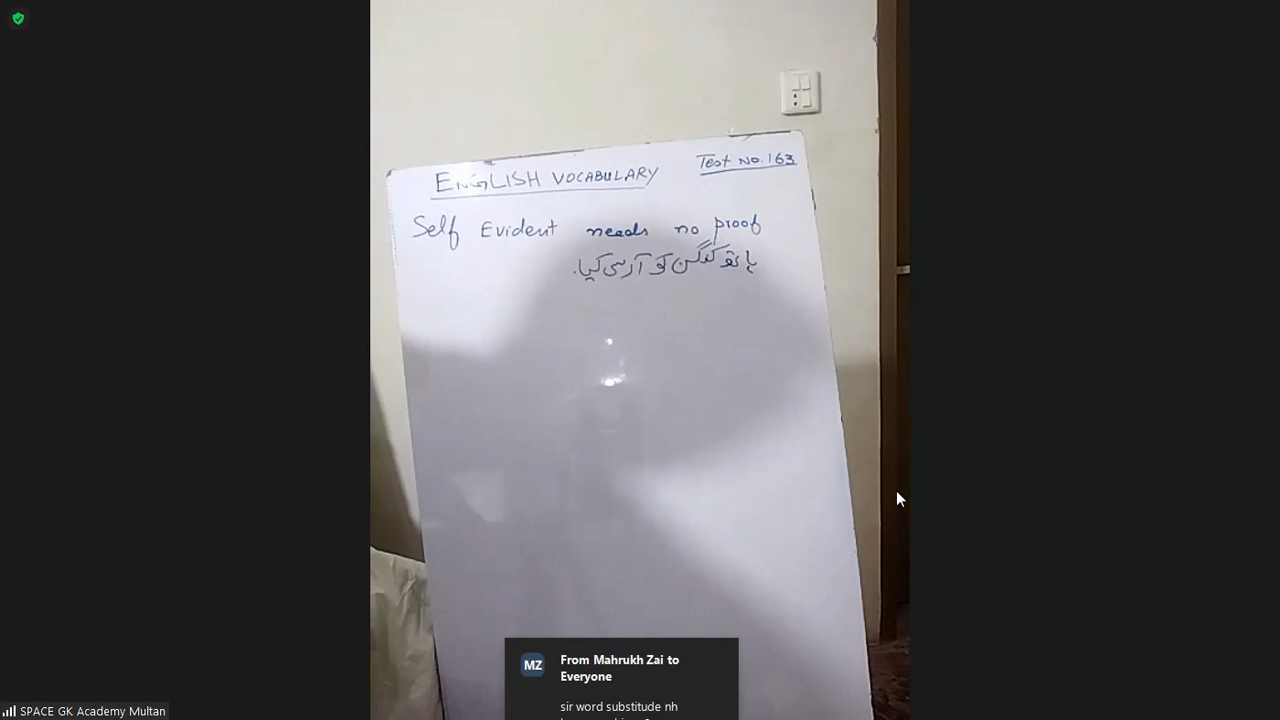 ENGLISH VOCABULARY
Test No. 163
Self Evident needs no proof
ہاتھ کنگن کو آرسی کیا.
MZ
From Mahrukh Zai to
Everyone
sir word substitude nh
SPACE GK Academy Multan